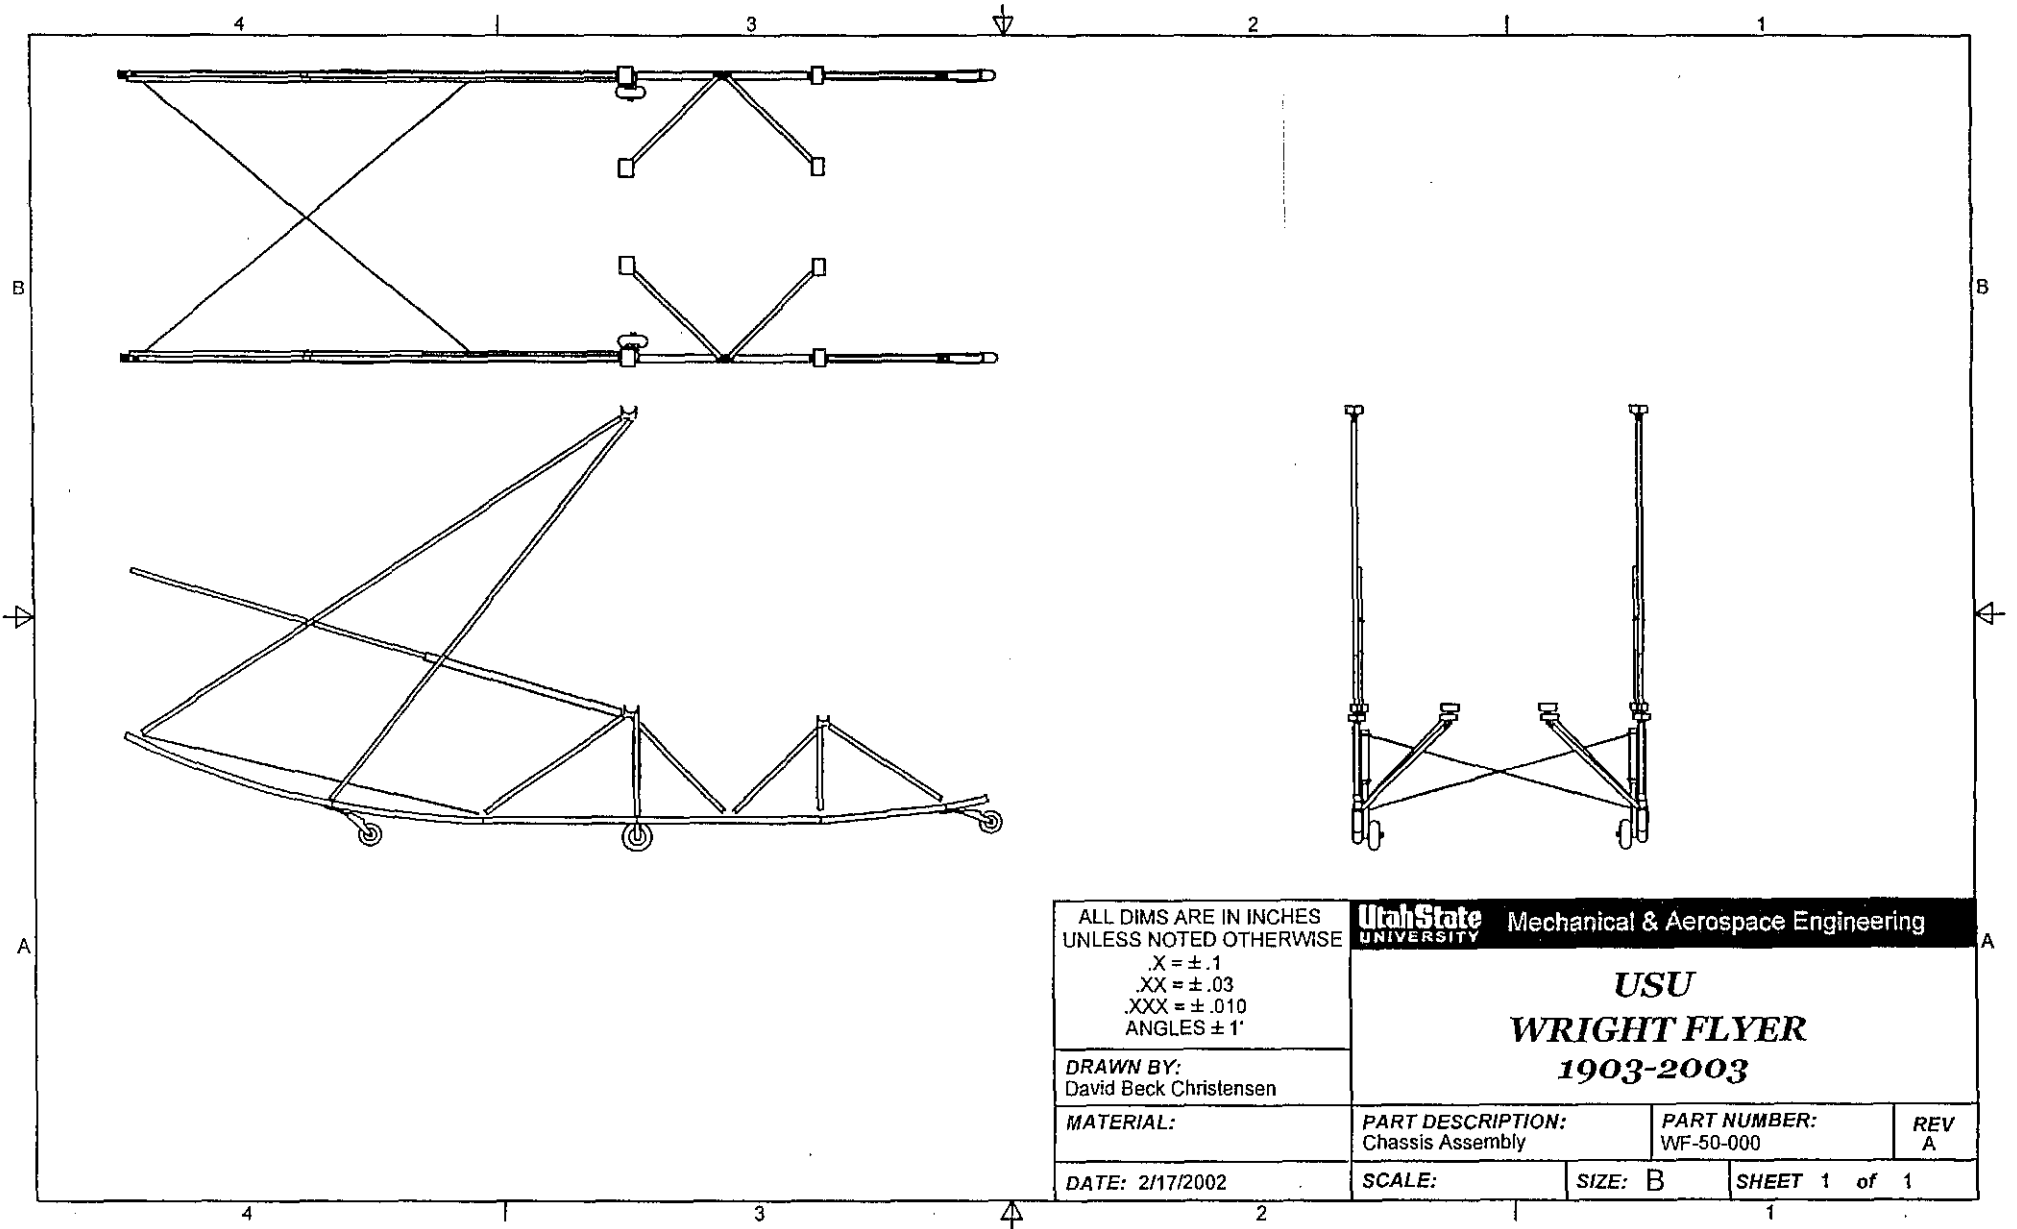 4 3 2 1
B B
A A
ALL DIMS ARE IN INCHES
UNLESS NOTED OTHERWISE
.X = ± .1
.XX = ± .03
.XXX = ± .010
ANGLES ± 1°
UtahState
UNIVERSITY
Mechanical & Aerospace Engineering
USU
WRIGHT FLYER
1903-2003
DRAWN BY:
David Beck Christensen
MATERIAL:
PART DESCRIPTION:
Chassis Assembly
PART NUMBER:
WF-50-000
REV
A
DATE: 2/17/2002
SCALE:
SIZE: B
SHEET 1 of 1
4 3 2 1